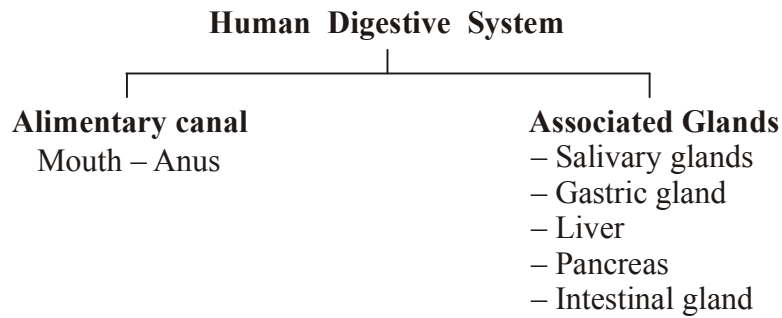 Human Digestive System
Alimentary canal
Mouth – Anus
Associated Glands
– Salivary glands
– Gastric gland
– Liver
– Pancreas
– Intestinal gland